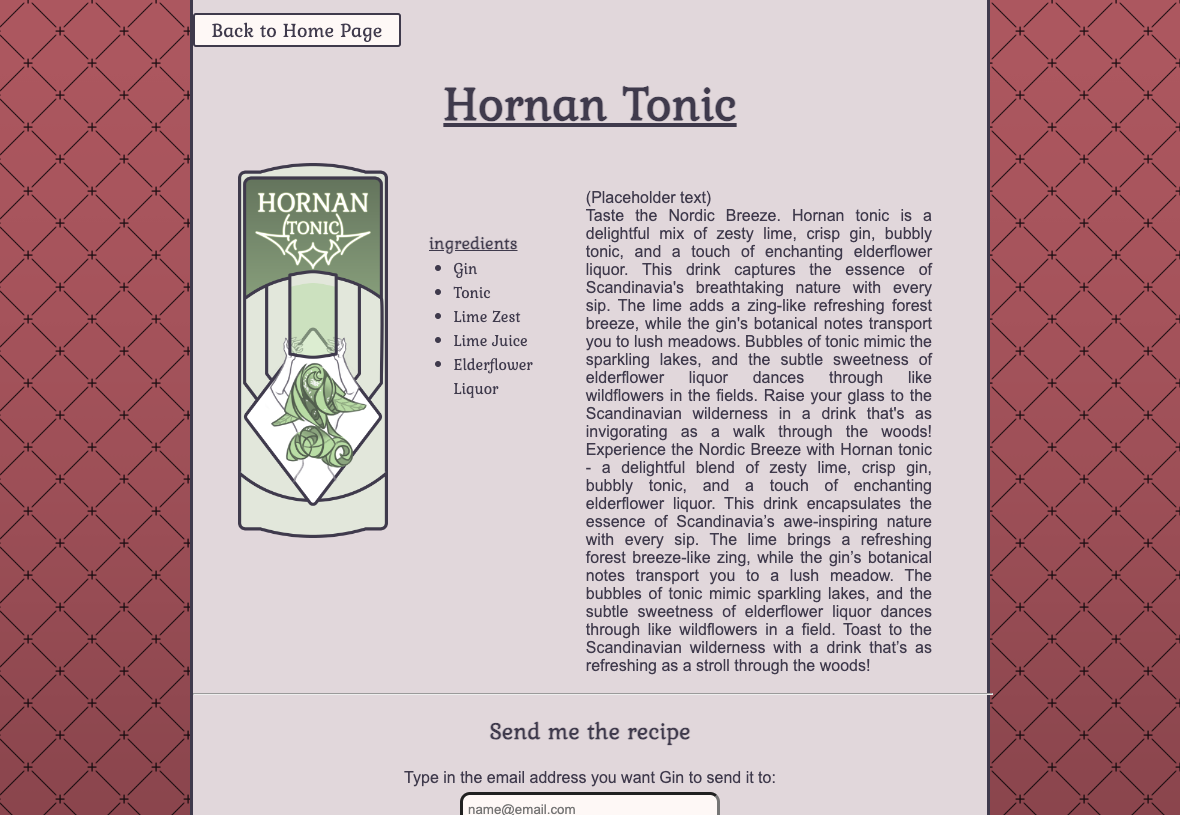 Back to Home Page
Hornan Tonic
HORNAN
TONIC
ingredients
Gin
Tonic
Lime Zest
Lime Juice
Elderflower
Liquor
(Placeholder text)
Taste the Nordic Breeze. Hornan tonic is a
delightful mix of zesty lime, crisp gin, bubbly
tonic, and a touch of enchanting elderflower
liquor. This drink captures the essence of
Scandinavia's breathtaking nature with every
sip. The lime adds a zing-like refreshing forest
breeze, while the gin's botanical notes transport
you to lush meadows. Bubbles of tonic mimic the
sparkling lakes, and the subtle sweetness of
elderflower liquor dances through like
wildflowers in the fields. Raise your glass to the
Scandinavian wilderness in a drink that's as
invigorating as a walk through the woods!
Experience the Nordic Breeze with Hornan tonic
- a delightful blend of zesty lime, crisp gin,
bubbly tonic, and a touch of enchanting
elderflower liquor. This drink encapsulates the
essence of Scandinavia’s awe-inspiring nature
with every sip. The lime brings a refreshing
forest breeze-like zing, while the gin’s botanical
notes transport you to a lush meadow. The
bubbles of tonic mimic sparkling lakes, and the
subtle sweetness of elderflower liquor dances
through like wildflowers in a field. Toast to the
Scandinavian wilderness with a drink that’s as
refreshing as a stroll through the woods!
Send me the recipe
Type in the email address you want Gin to send it to:
name@email.com